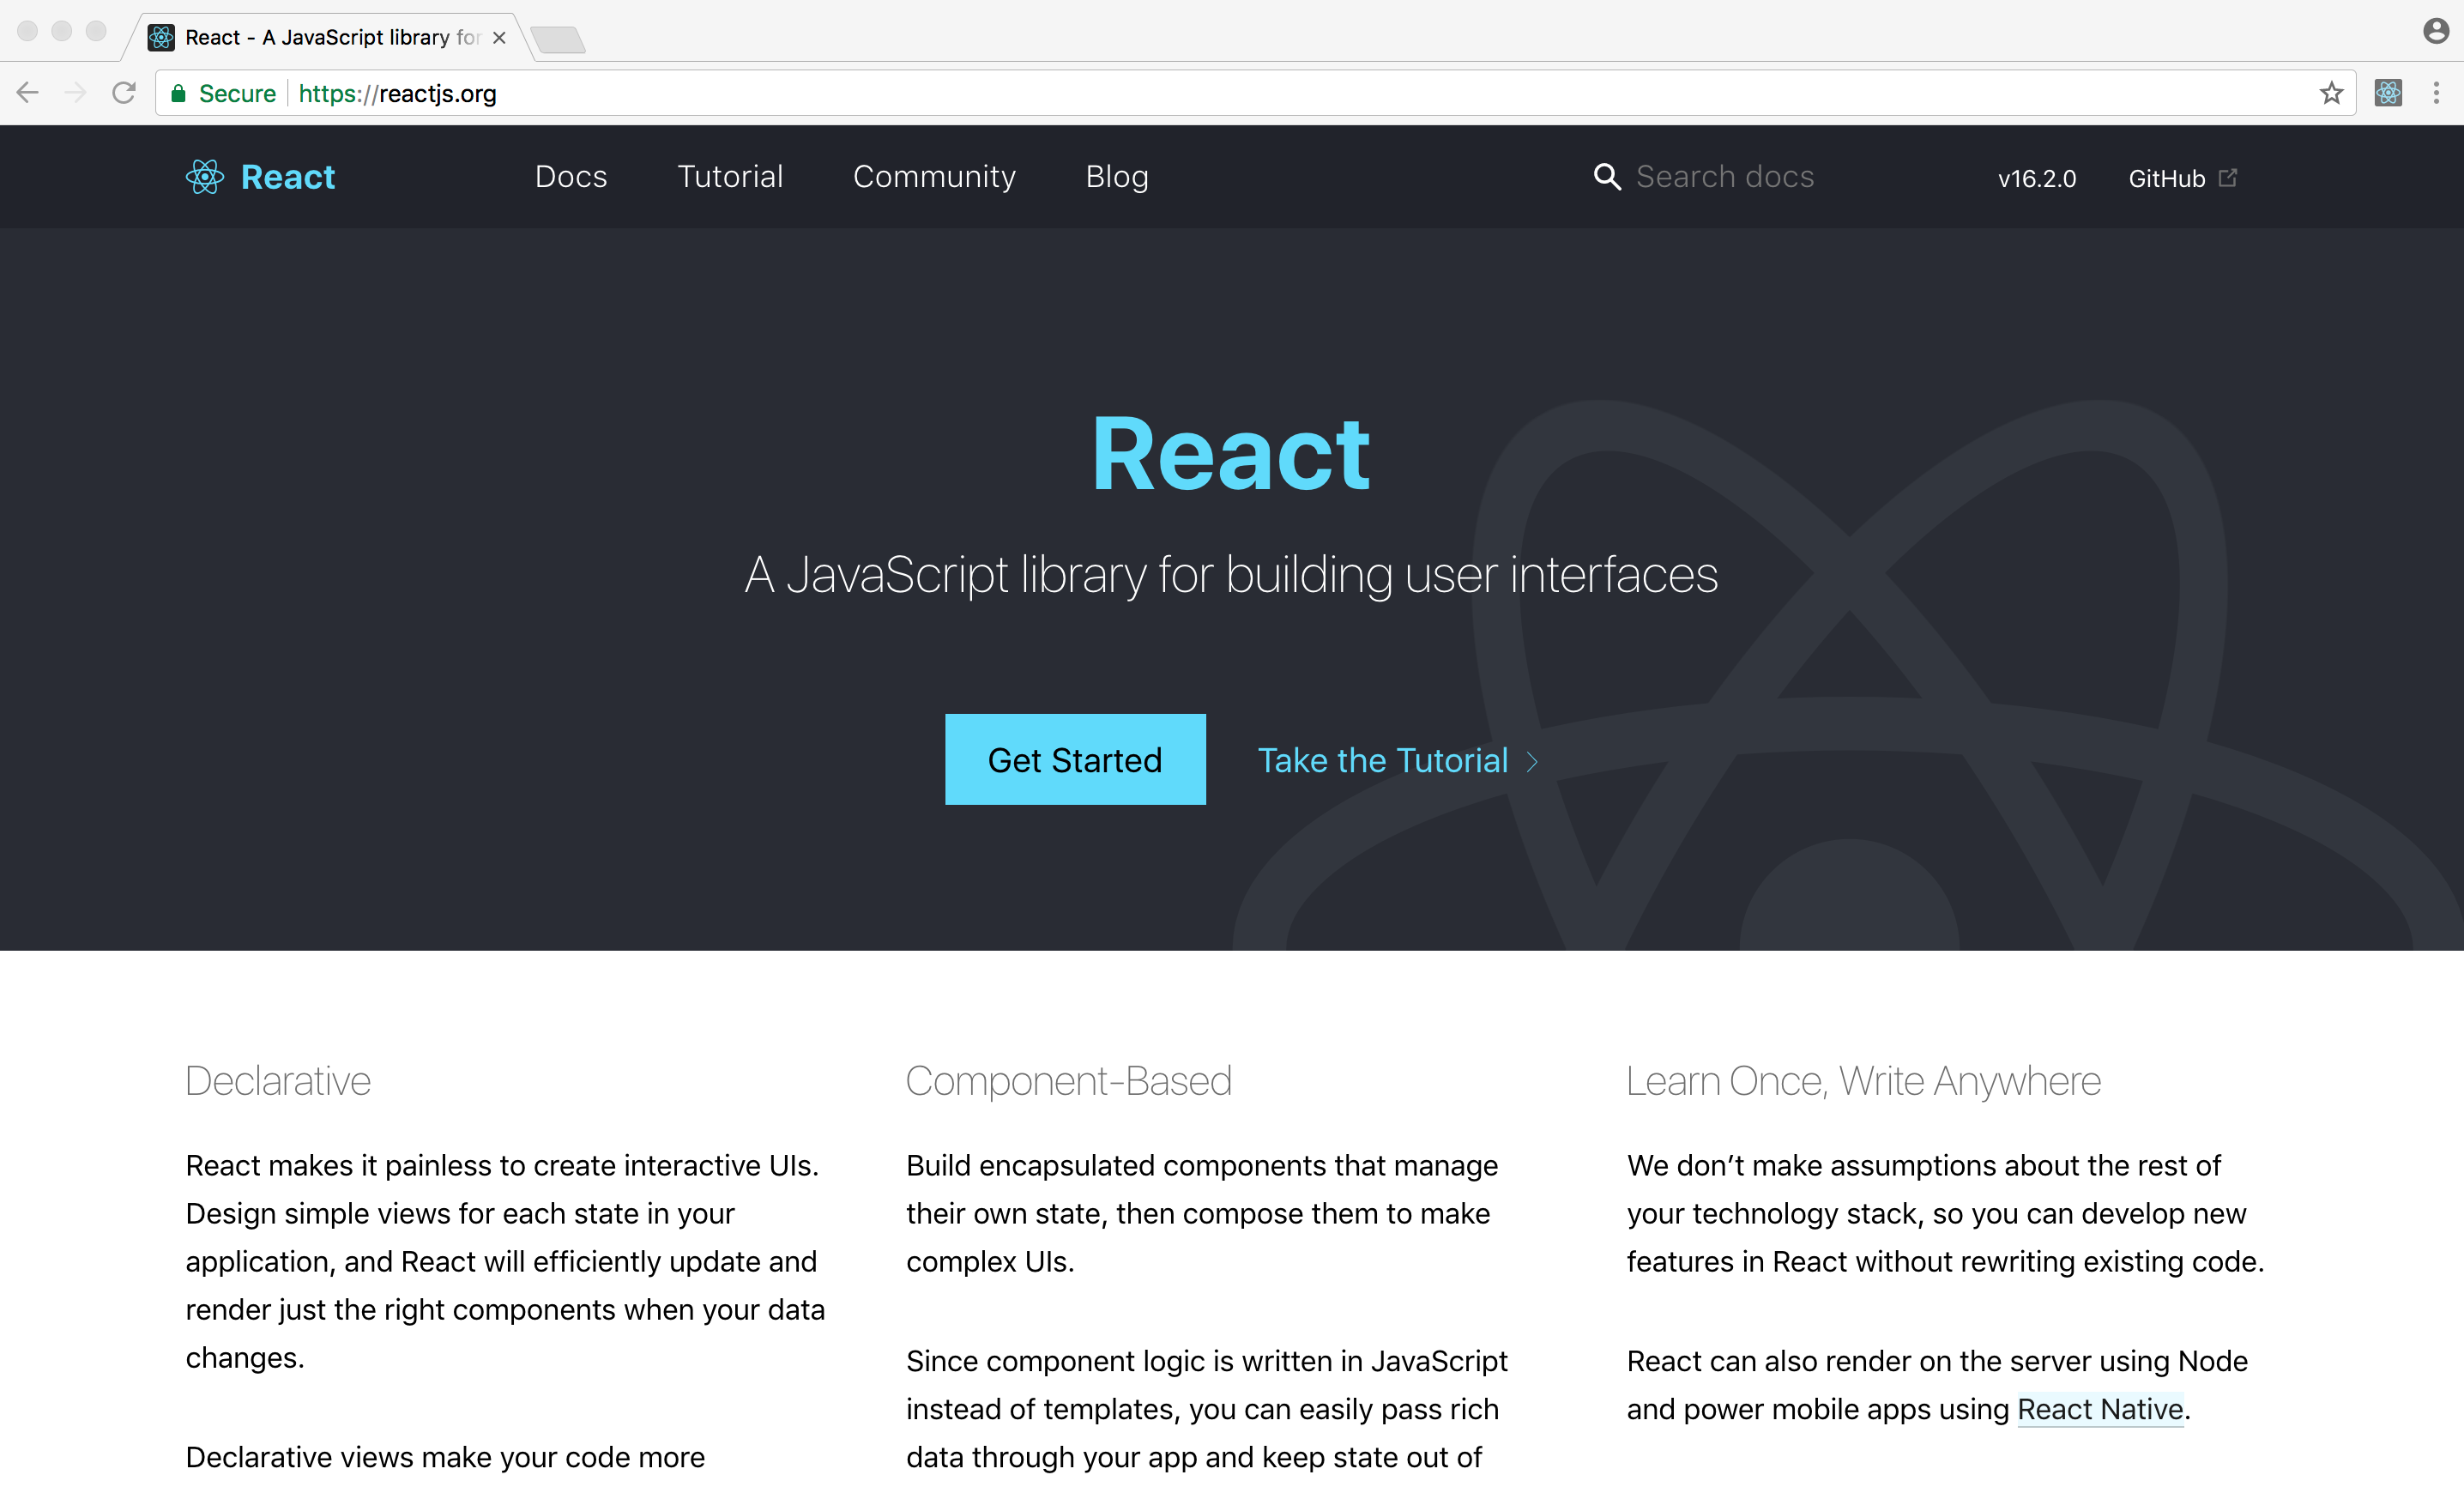 React - A JavaScript library for
Secure
https://reactjs.org
React
Docs
Tutorial
Community
Blog
Search docs
v16.2.0
GitHub
React
A JavaScript library for building user interfaces
Get Started
Take the Tutorial
Declarative
React makes it painless to create interactive UIs.
Design simple views for each state in your
application, and React will efficiently update and
render just the right components when your data
changes.
Declarative views make your code more
Component-Based
Build encapsulated components that manage
their own state, then compose them to make
complex UIs.
Since component logic is written in JavaScript
instead of templates, you can easily pass rich
data through your app and keep state out of
Learn Once, Write Anywhere
We don’t make assumptions about the rest of
your technology stack, so you can develop new
features in React without rewriting existing code.
React can also render on the server using Node
and power mobile apps using React Native.